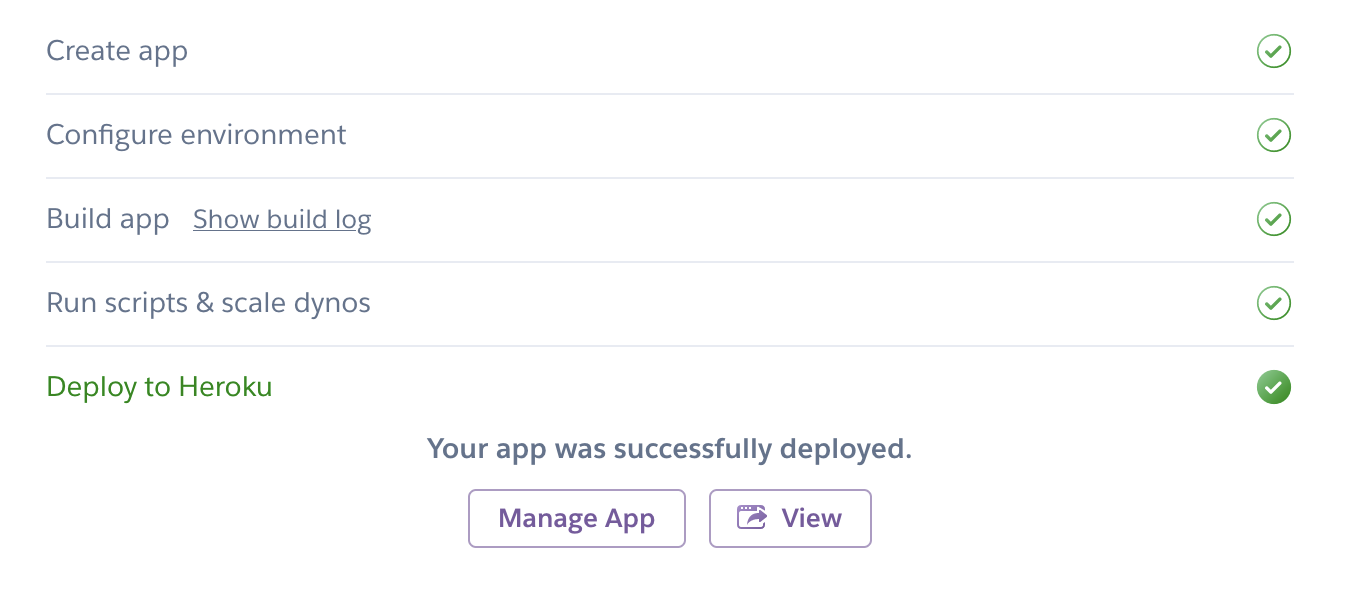 Create app
Configure environment
Build app Show build log
Run scripts & scale dynos
Deploy to Heroku
Your app was successfully deployed.
Manage App View